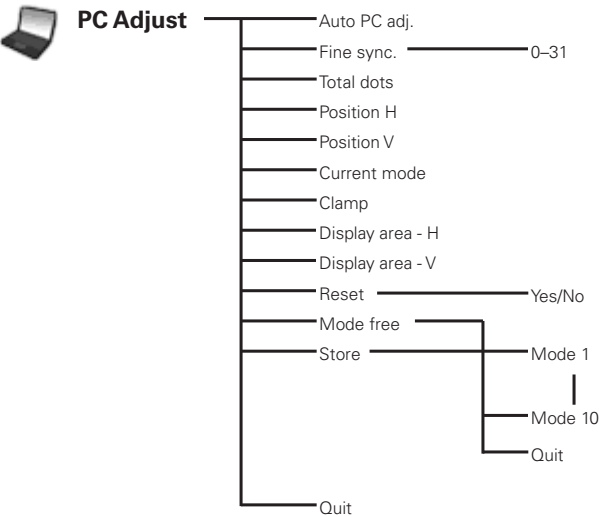 PC Adjust
Auto PC adj.
Fine sync. 0–31
Total dots
Position H
Position V
Current mode
Clamp
Display area - H
Display area - V
Reset Yes/No
Mode free
Store Mode 1
Mode 10
Quit
Quit